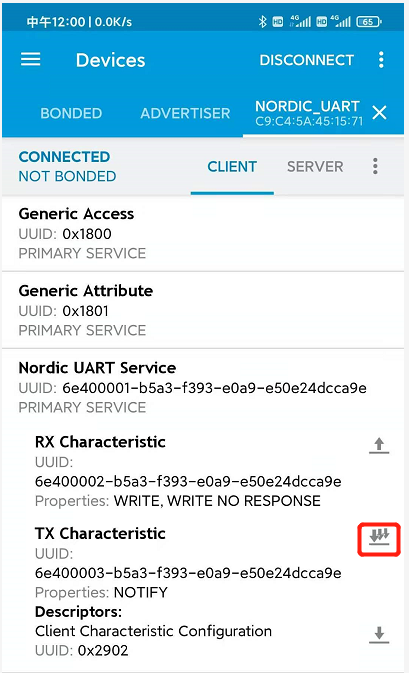 中午12:00 | 0.0K/s HD 4G HD 4G 65
Devices DISCONNECT
BONDED ADVERTISER NORDIC_UART
C9:C4:5A:45:15:71
CONNECTED
NOT BONDED CLIENT SERVER
Generic Access
UUID: 0x1800
PRIMARY SERVICE
Generic Attribute
UUID: 0x1801
PRIMARY SERVICE
Nordic UART Service
UUID: 6e400001-b5a3-f393-e0a9-e50e24dcca9e
PRIMARY SERVICE
RX Characteristic
UUID:
6e400002-b5a3-f393-e0a9-e50e24dcca9e
Properties: WRITE, WRITE NO RESPONSE
TX Characteristic
UUID:
6e400003-b5a3-f393-e0a9-e50e24dcca9e
Properties: NOTIFY
Descriptors:
Client Characteristic Configuration
UUID: 0x2902